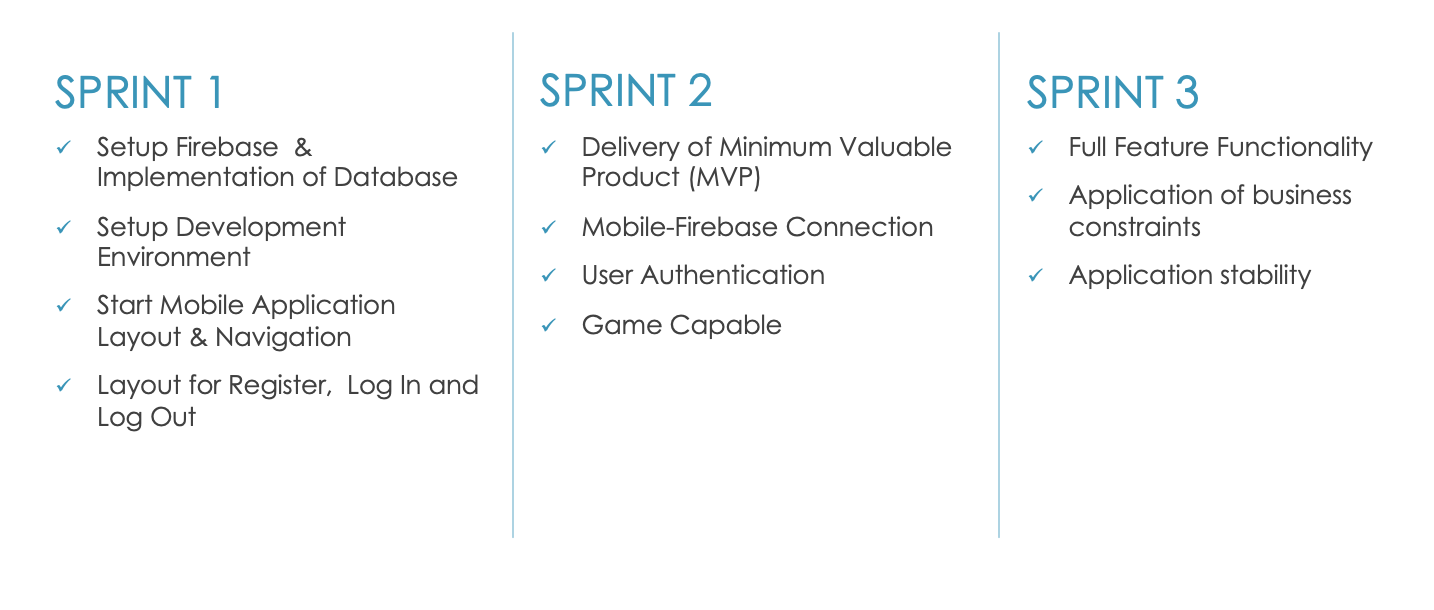 SPRINT 1
Setup Firebase  &
Implementation of Database
Setup Development
Environment
Start Mobile Application
Layout & Navigation
Layout for Register,  Log In and
Log Out
SPRINT 2
Delivery of Minimum Valuable
Product (MVP)
Mobile-Firebase Connection
User Authentication
Game Capable
SPRINT 3
Full Feature Functionality
Application of business
constraints
Application stability